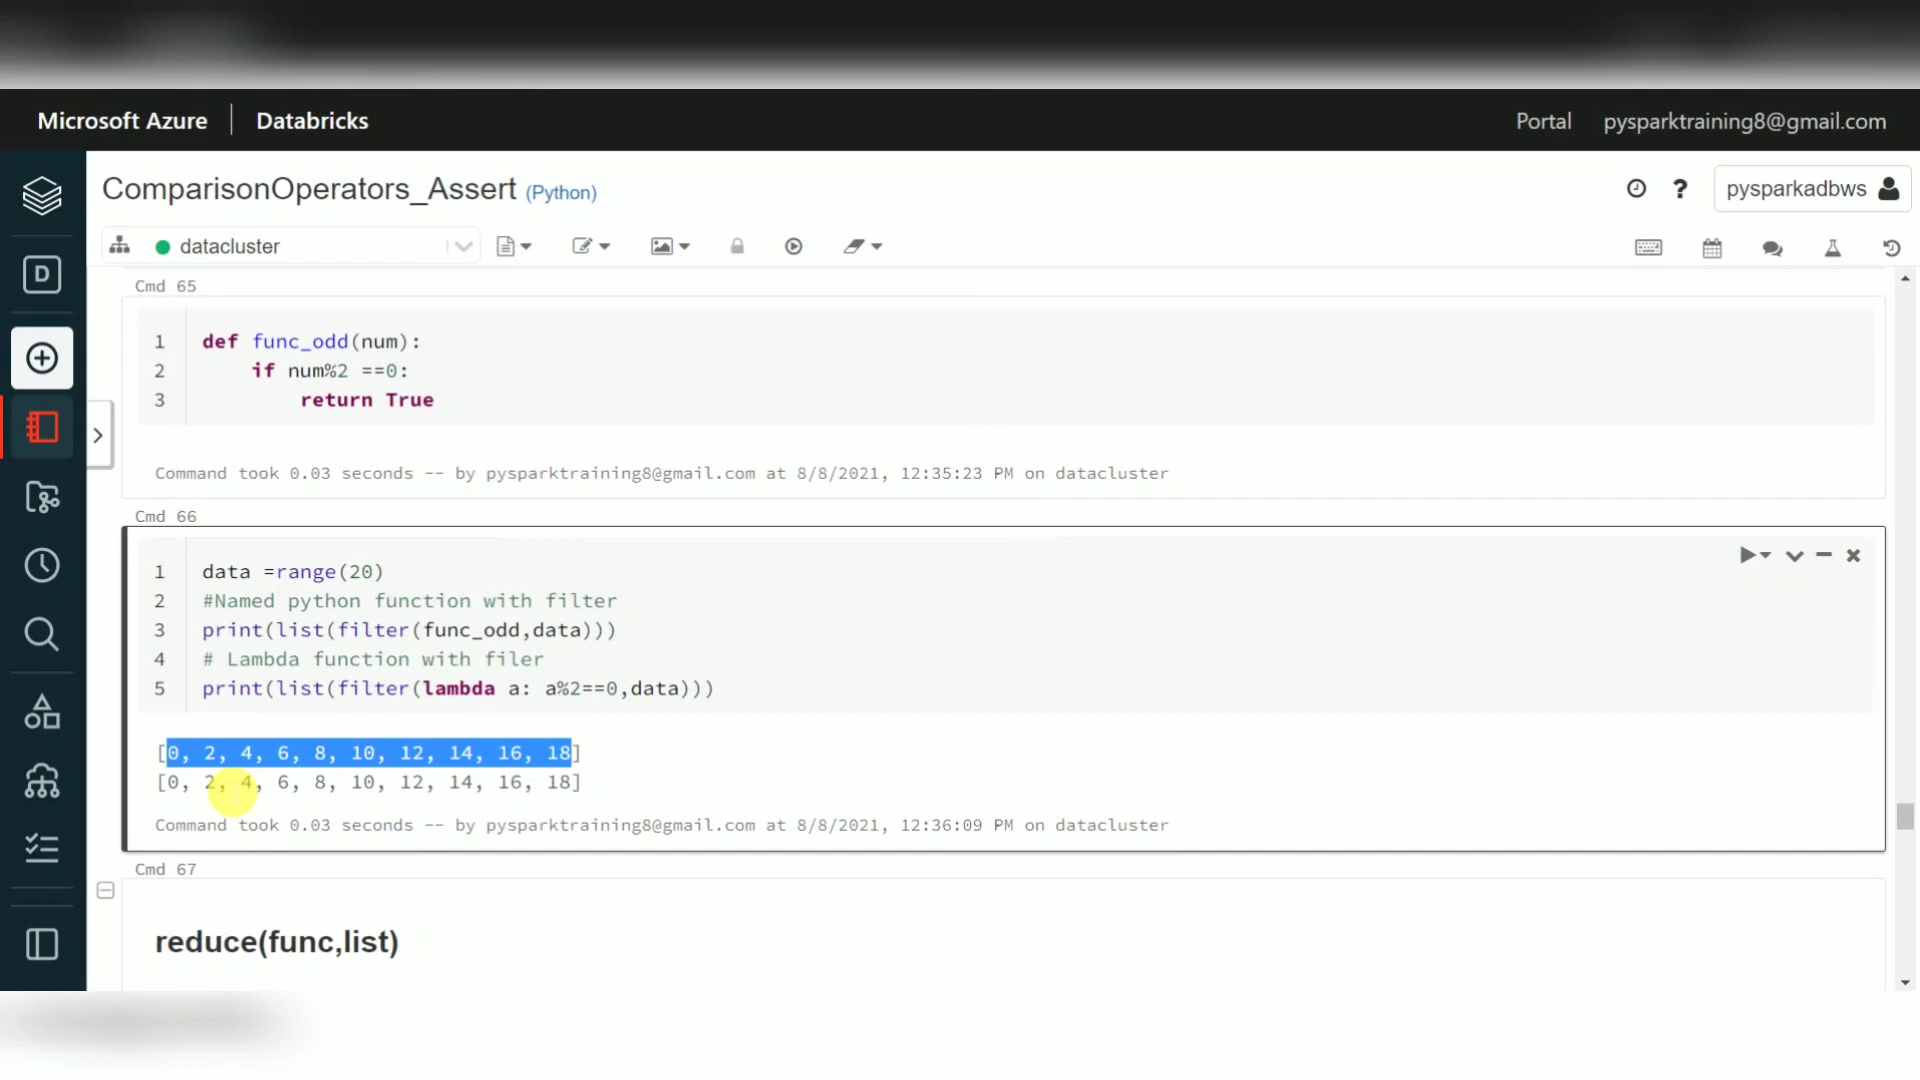 Microsoft Azure | Databricks
Portal pysparktraining8@gmail.com
ComparisonOperators_Assert (Python)
? pysparkadbws
datacluster
D
Cmd 65
1 def func_odd(num):
2     if num%2 ==0:
3         return True
Command took 0.03 seconds -- by pysparktraining8@gmail.com at 8/8/2021, 12:35:23 PM on datacluster
Cmd 66
1 data =range(20)
2 #Named python function with filter
3 print(list(filter(func_odd,data)))
4 # Lambda function with filer
5 print(list(filter(lambda a: a%2==0,data)))
[0, 2, 4, 6, 8, 10, 12, 14, 16, 18]
[0, 2, 4, 6, 8, 10, 12, 14, 16, 18]
Command took 0.03 seconds -- by pysparktraining8@gmail.com at 8/8/2021, 12:36:09 PM on datacluster
Cmd 67
reduce(func,list)